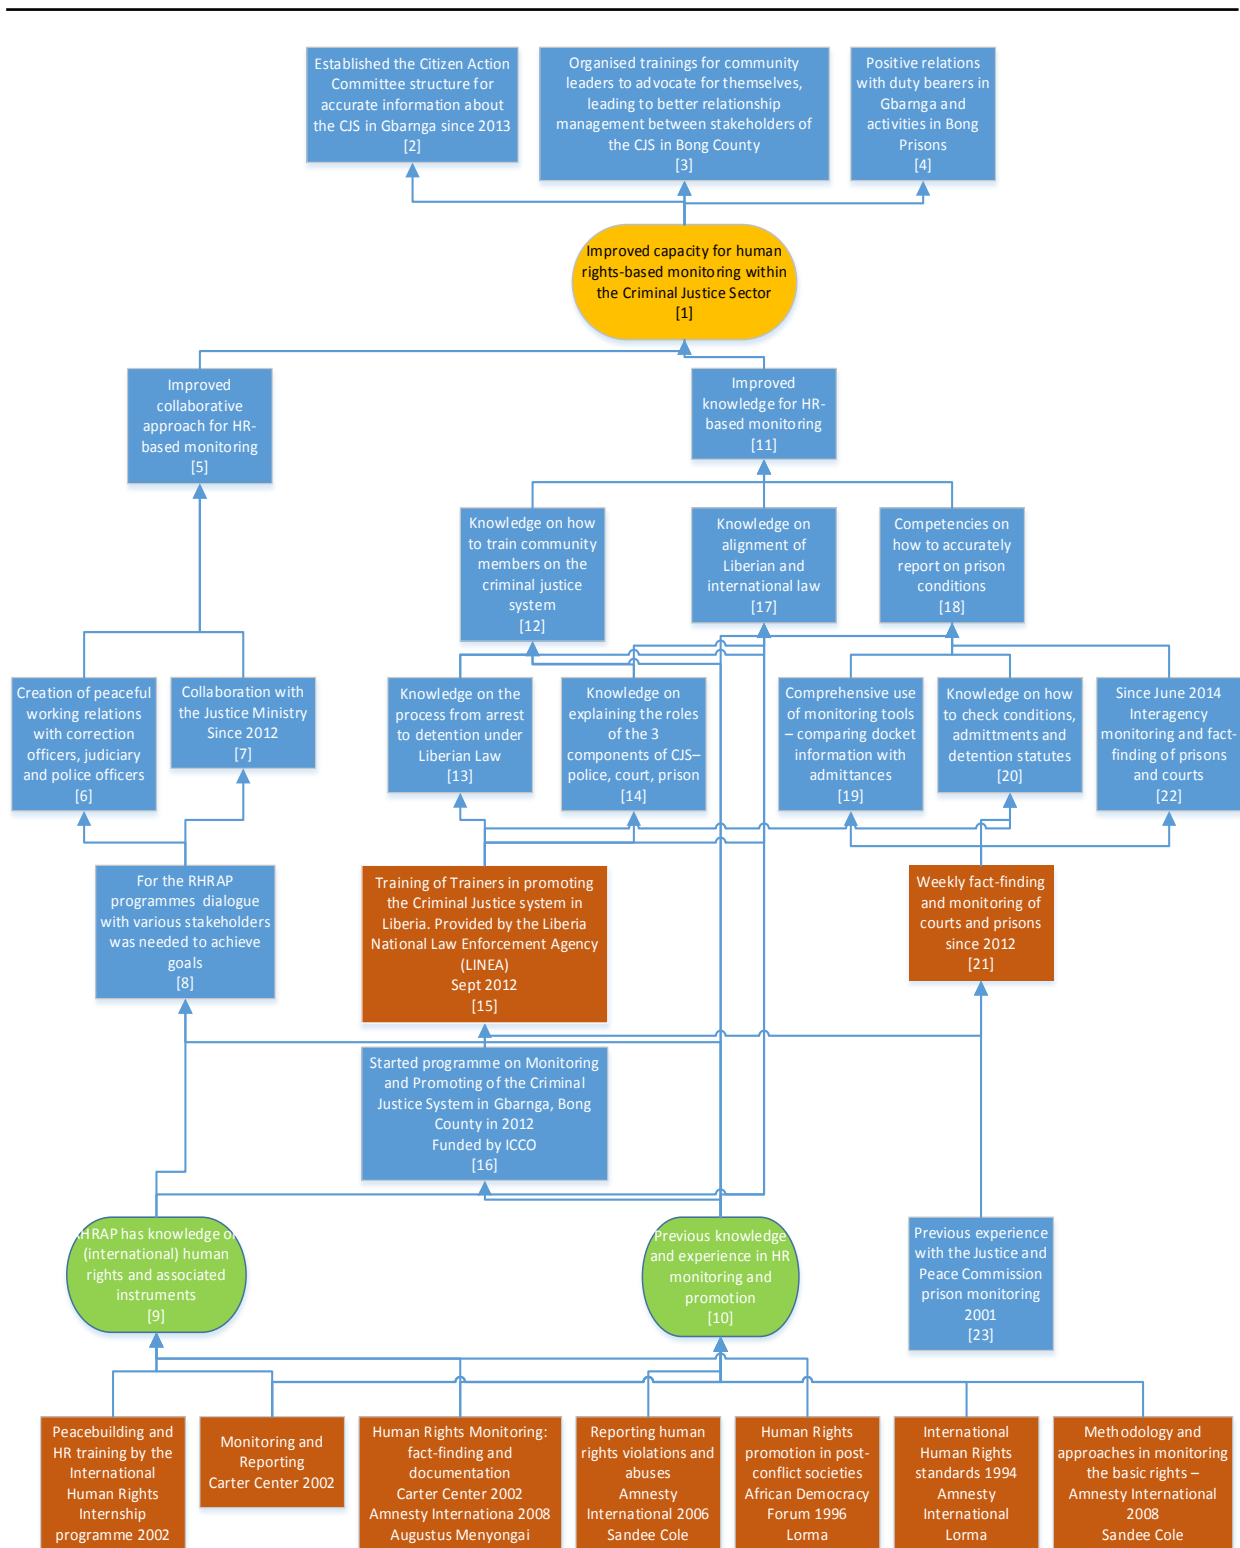 Established the Citizen Action
Committee structure for
accurate information about
the CJS in Gbarnga since 2013
[2]
Organised trainings for community
leaders to advocate for themselves,
leading to better relationship
management between stakeholders of
the CJS in Bong County
[3]
Positive relations
with duty bearers in
Gbarnga and
activities in Bong
Prisons
[4]
Improved capacity for human
rights-based monitoring within
the Criminal Justice Sector
[1]
Improved
collaborative
approach for HR-
based monitoring
[5]
Improved
knowledge for HR-
based monitoring
[11]
Knowledge on how
to train community
members on the
criminal justice
system
[12]
Knowledge on
alignment of
Liberian and
international law
[17]
Competencies on
how to accurately
report on prison
conditions
[18]
Creation of peaceful
working relations
with correction
officers, judiciary
and police officers
[6]
Collaboration with
the Justice Ministry
Since 2012
[7]
Knowledge on the
process from arrest
to detention under
Liberian Law
[13]
Knowledge on
explaining the roles
of the 3
components of CJS–
police, court, prison
[14]
Comprehensive use
of monitoring tools
– comparing docket
information with
admittances
[19]
Knowledge on how
to check conditions,
admittments and
detention statutes
[20]
Since June 2014
Interagency
monitoring and fact-
finding of prisons
and courts
[22]
For the RHRAP
programmes dialogue
with various stakeholders
was needed to achieve
goals
[8]
Training of Trainers in promoting
the Criminal Justice system in
Liberia. Provided by the Liberia
National Law Enforcement Agency
(LINEA)
Sept 2012
[15]
Weekly fact-finding
and monitoring of
courts and prisons
since 2012
[21]
Started programme on Monitoring
and Promoting of the Criminal
Justice System in Gbarnga, Bong
County in 2012
Funded by ICCO
[16]
RHRAP has knowledge on
(international) human
rights and associated
instruments
[9]
Previous knowledge
and experience in HR
monitoring and
promotion
[10]
Previous experience
with the Justice and
Peace Commission
prison monitoring
2001
[23]
Peacebuilding and
HR training by the
International
Human Rights
Internship
programme 2002
Monitoring and
Reporting
Carter Center 2002
Human Rights Monitoring:
fact-finding and
documentation
Carter Center 2002
Amnesty Internationa 2008
Augustus Menyongai
Reporting human
rights violations and
abuses
Amnesty
International 2006
Sandee Cole
Human Rights
promotion in post-
conflict societies
African Democracy
Forum 1996
Lorma
International
Human Rights
standards 1994
Amnesty
International
Lorma
Methodology and
approaches in monitoring
the basic rights –
Amnesty International
2008
Sandee Cole